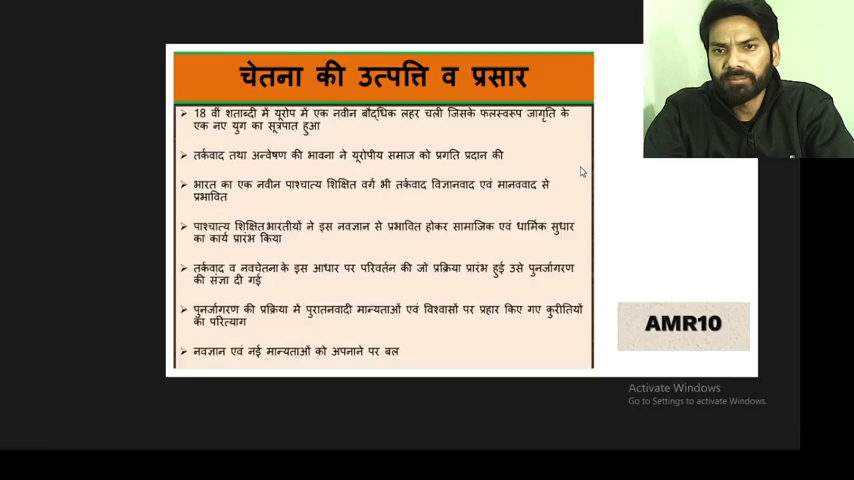 चेतना की उत्पत्ति व प्रसार
➢ 18 वीं शताब्दी में यूरोप में एक नवीन बौद्धिक लहर चली जिसके फलस्वरूप जागृति के
एक नए युग का सूत्रपात हुआ
➢ तर्कवाद तथा अन्वेषण की भावना ने यूरोपीय समाज को प्रगति प्रदान की
➢ भारत का एक नवीन पाश्चात्य शिक्षित वर्ग भी तर्कवाद विज्ञानवाद एवं मानववाद से
प्रभावित
➢ पाश्चात्य शिक्षित भारतीयों ने इस नवज्ञान से प्रभावित होकर सामाजिक एवं धार्मिक सुधार
का कार्य प्रारंभ किया
➢ तर्कवाद व नवचेतना के इस आधार पर परिवर्तन की जो प्रक्रिया प्रारंभ हुई उसे पुनर्जागरण
की संज्ञा दी गई
➢ पुनर्जागरण की प्रक्रिया में पुरातनवादी मान्यताओं एवं विश्वासों पर प्रहार किए गए कुरीतियों
का परित्याग
➢ नवज्ञान एवं नई मान्यताओं को अपनाने पर बल
AMR10
Activate Windows
Go to Settings to activate Windows.